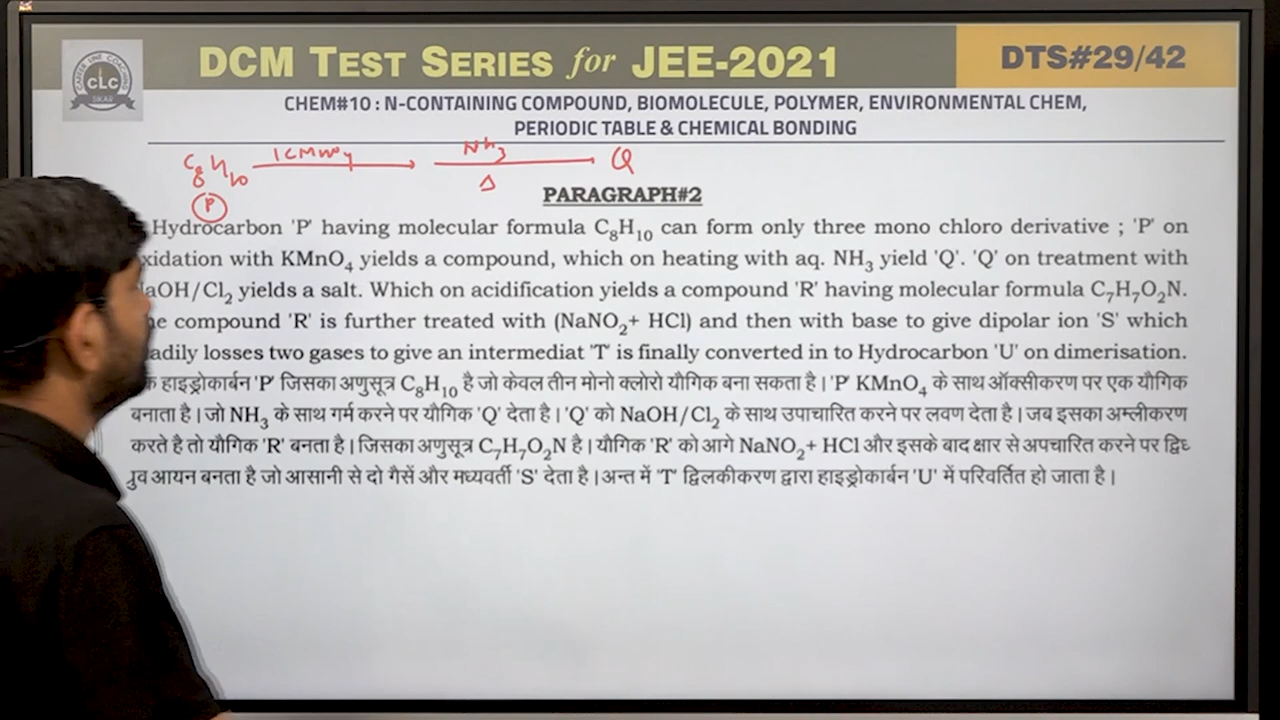 DCM TEST SERIES for JEE-2021
DTS#29/42
CLC
SIKAR
CHEM#10 : N-CONTAINING COMPOUND, BIOMOLECULE, POLYMER, ENVIRONMENTAL CHEM,
PERIODIC TABLE & CHEMICAL BONDING
C₈H₁₀ KMnO₄ NH₃ Q
P Δ
PARAGRAPH#2
Hydrocarbon 'P' having molecular formula C₈H₁₀ can form only three mono chloro derivative ; 'P' on
xidation with KMnO₄ yields a compound, which on heating with aq. NH₃ yield 'Q'. 'Q' on treatment with
aOH/Cl₂ yields a salt. Which on acidification yields a compound 'R' having molecular formula C₇H₇O₂N.
e compound 'R' is further treated with (NaNO₂+ HCl) and then with base to give dipolar ion 'S' which
adily losses two gases to give an intermediat 'T' is finally converted in to Hydrocarbon 'U' on dimerisation.
हाइड्रोकार्बन 'P' जिसका अणुसूत्र C₈H₁₀ है जो केवल तीन मोनो क्लोरो यौगिक बना सकता है। 'P' KMnO₄ के साथ ऑक्सीकरण पर एक यौगिक
बनाता है। जो NH₃ के साथ गर्म करने पर यौगिक 'Q' देता है। 'Q' को NaOH/Cl₂ के साथ उपाचारित करने पर लवण देता है। जब इसका अम्लीकरण
करते है तो यौगिक 'R' बनता है। जिसका अणुसूत्र C₇H₇O₂N है। यौगिक 'R' को आगे NaNO₂+ HCl और इसके बाद क्षार से अपचारित करने पर द्विध
्रुव आयन बनता है जो आसानी से दो गैसें और मध्यवर्ती 'S' देता है। अन्त में 'T' द्विलकीकरण द्वारा हाइड्रोकार्बन 'U' में परिवर्तित हो जाता है।